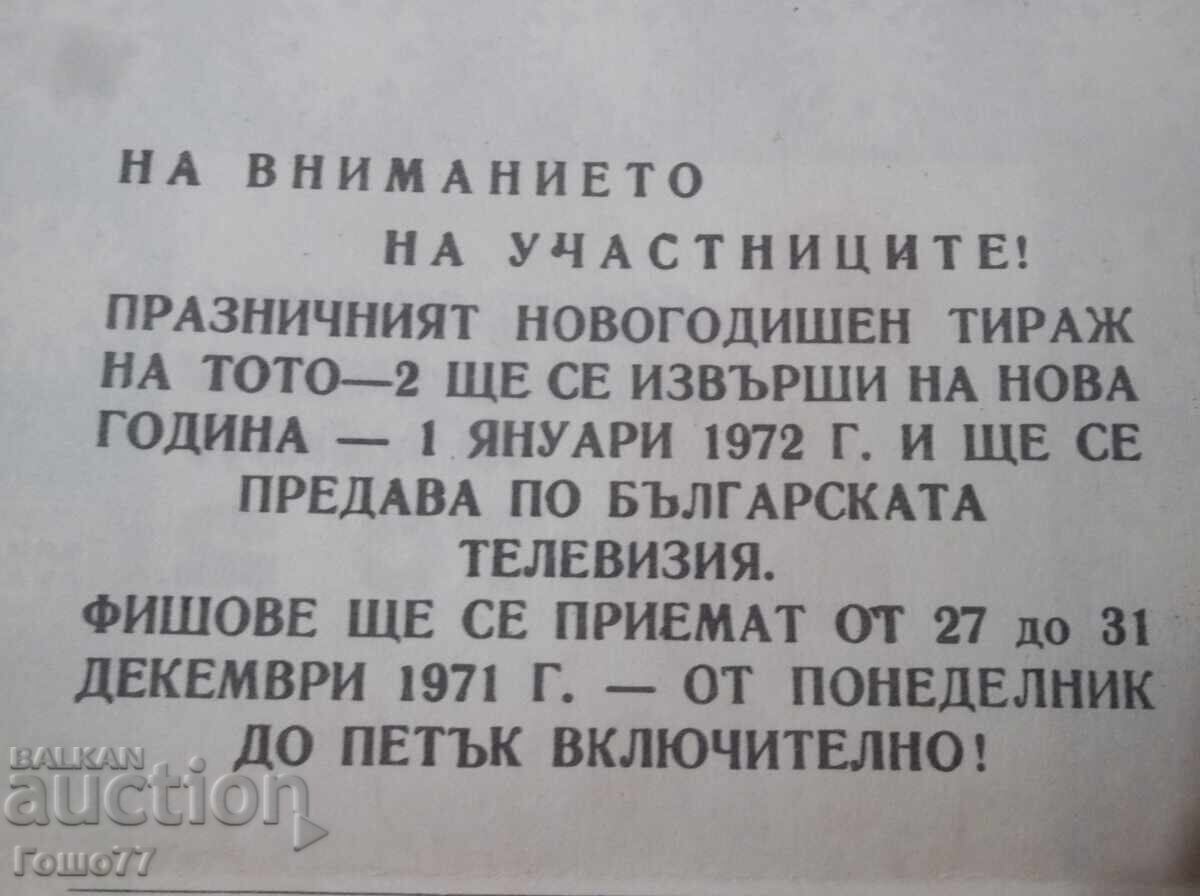 НА ВНИМАНИЕТО
НА УЧАСТНИЦИТЕ!
ПРАЗНИЧНИЯТ НОВОГОДИШЕН ТИРАЖ
НА ТОТО—2 ЩЕ СЕ ИЗВЪРШИ НА НОВА
ГОДИНА — 1 ЯНУАРИ 1972 Г. И ЩЕ СЕ
ПРЕДАВА ПО БЪЛГАРСКАТА
ТЕЛЕВИЗИЯ.
ФИШОВЕ ЩЕ СЕ ПРИЕМАТ ОТ 27 до 31
ДЕКЕМВРИ 1971 Г. — ОТ ПОНЕДЕЛНИК
ДО ПЕТЪК ВКЛЮЧИТЕЛНО!
BALKAN
auction
Гошо77